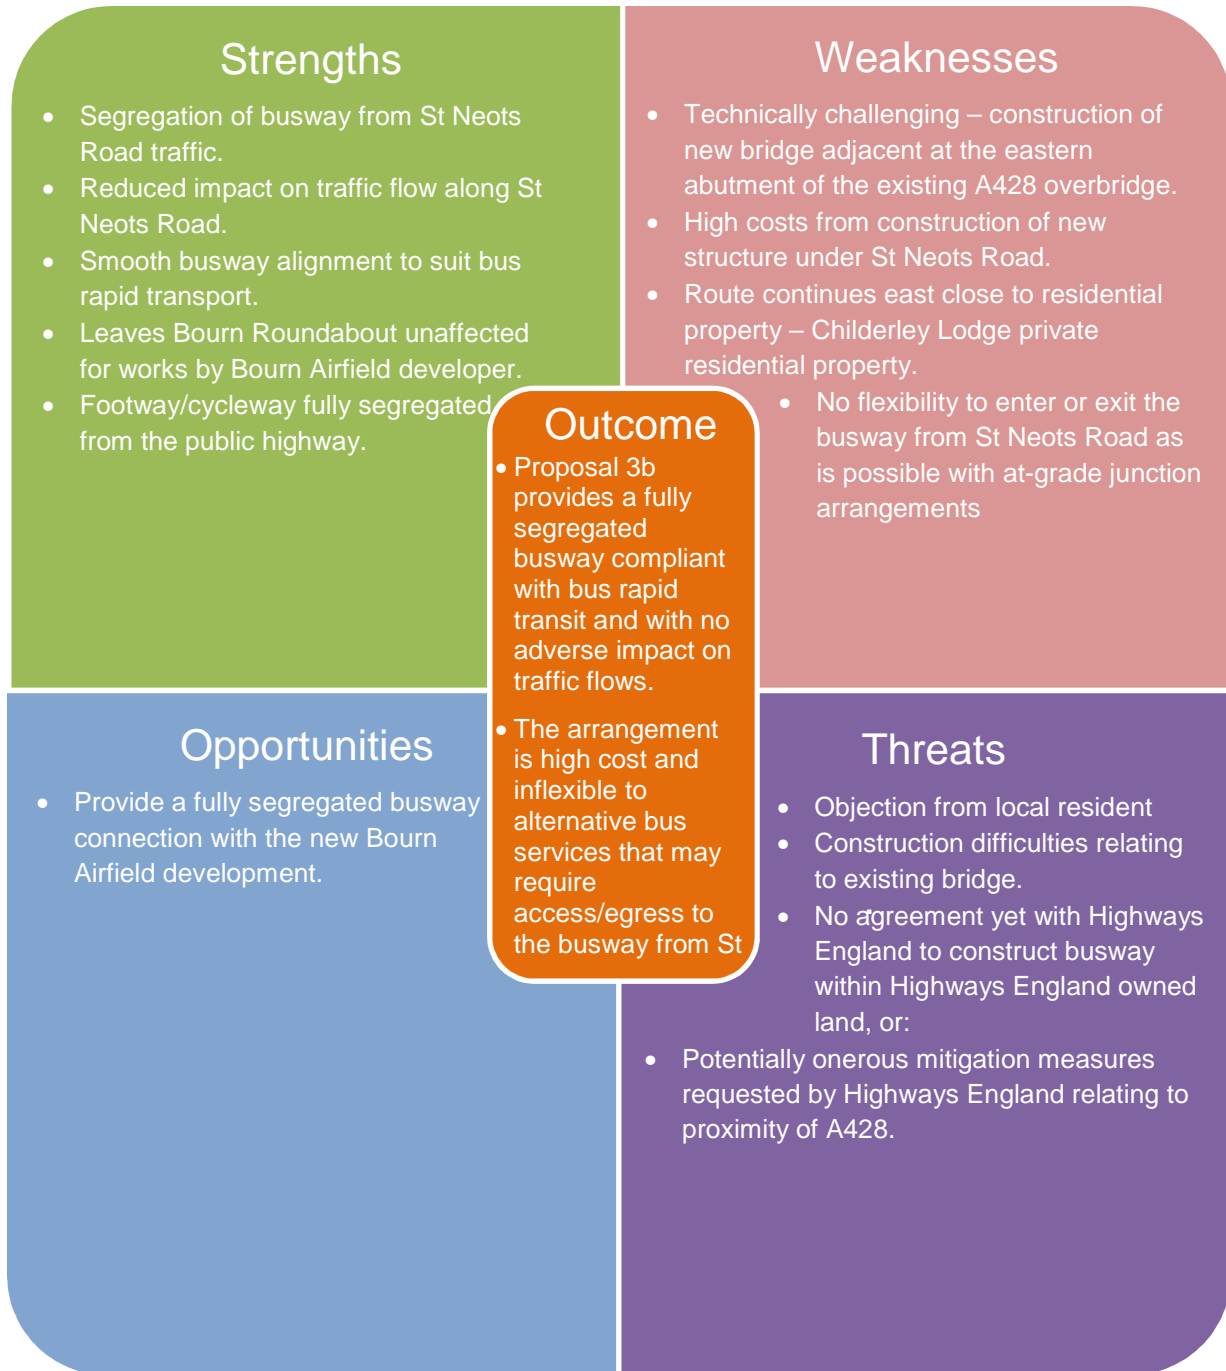 Strengths
• Segregation of busway from St Neots
Road traffic.
• Reduced impact on traffic flow along St
Neots Road.
• Smooth busway alignment to suit bus
rapid transport.
• Leaves Bourn Roundabout unaffected
for works by Bourn Airfield developer.
• Footway/cycleway fully segregated
from the public highway.
Weaknesses
• Technically challenging – construction of
new bridge adjacent at the eastern
abutment of the existing A428 overbridge.
• High costs from construction of new
structure under St Neots Road.
• Route continues east close to residential
property – Childerley Lodge private
residential property.
• No flexibility to enter or exit the
busway from St Neots Road as
is possible with at-grade junction
arrangements
Outcome
• Proposal 3b
provides a fully
segregated
busway compliant
with bus rapid
transit and with no
adverse impact on
traffic flows.
• The arrangement
is high cost and
inflexible to
alternative bus
services that may
require
access/egress to
the busway from St
Opportunities
• Provide a fully segregated busway
connection with the new Bourn
Airfield development.
Threats
• Objection from local resident
• Construction difficulties relating
to existing bridge.
• No agreement yet with Highways
England to construct busway
within Highways England owned
land, or:
• Potentially onerous mitigation measures
requested by Highways England relating to
proximity of A428.